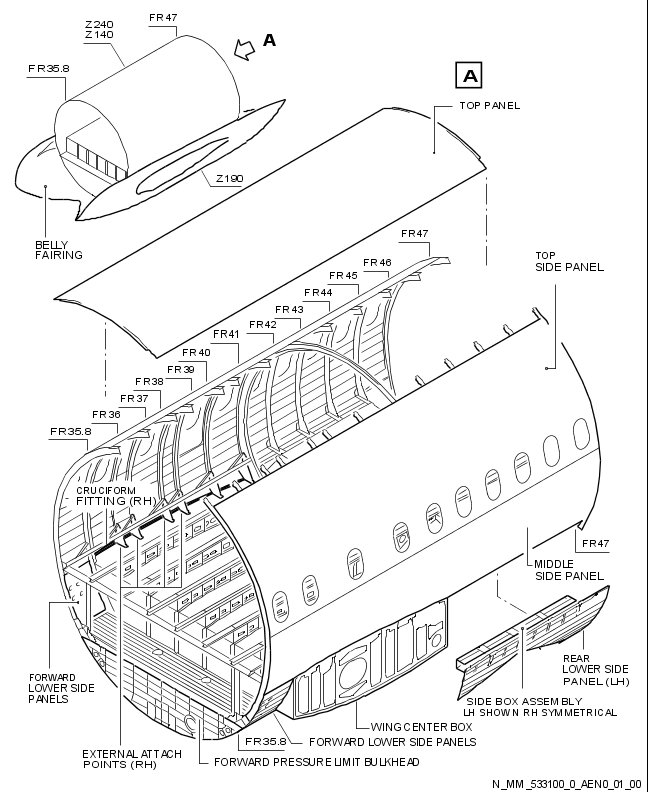 FR47
Z240
Z140
A
FR35.8
A
TOP PANEL
Z190
BELLY
FAIRING
FR47
TOP
SIDE PANEL
FR46
FR45
FR44
FR43
FR42
FR41
FR40
FR39
FR38
FR37
FR36
FR35.8
CRUCIFORM
FITTING (RH)
FR47
MIDDLE
SIDE PANEL
FORWARD
LOWER SIDE
PANELS
REAR
LOWER SIDE
PANEL (LH)
SIDE BOX ASSEMBLY
LH SHOWN RH SYMMETRICAL
WING CENTER BOX
FR35.8
FORWARD LOWER SIDE PANELS
EXTERNAL ATTACH
POINTS (RH)
FORWARD PRESSURE LIMIT BULKHEAD
N_MM_533100_0_AEN0_01_00